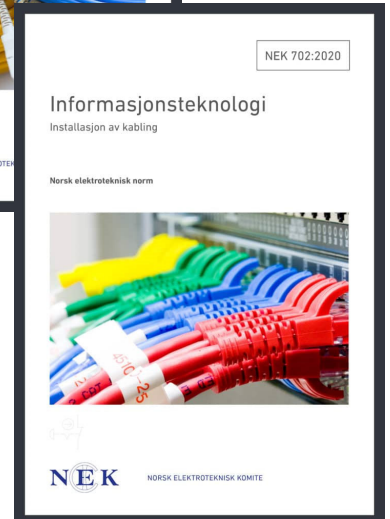 NEK 702:2020
Informasjonsteknologi
Installasjon av kabling
Norsk elektroteknisk norm
NEK
NORSK ELEKTROTEKNISK KOMITE